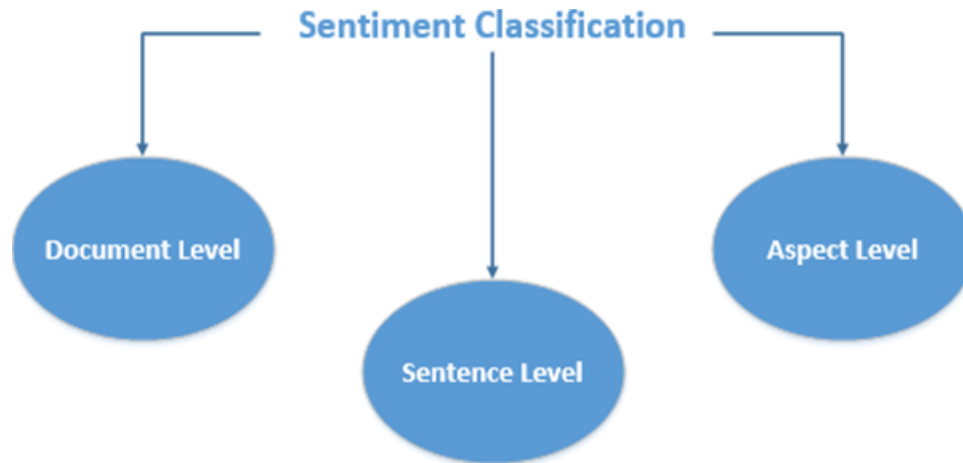 Sentiment Classification
Document Level
Sentence Level
Aspect Level